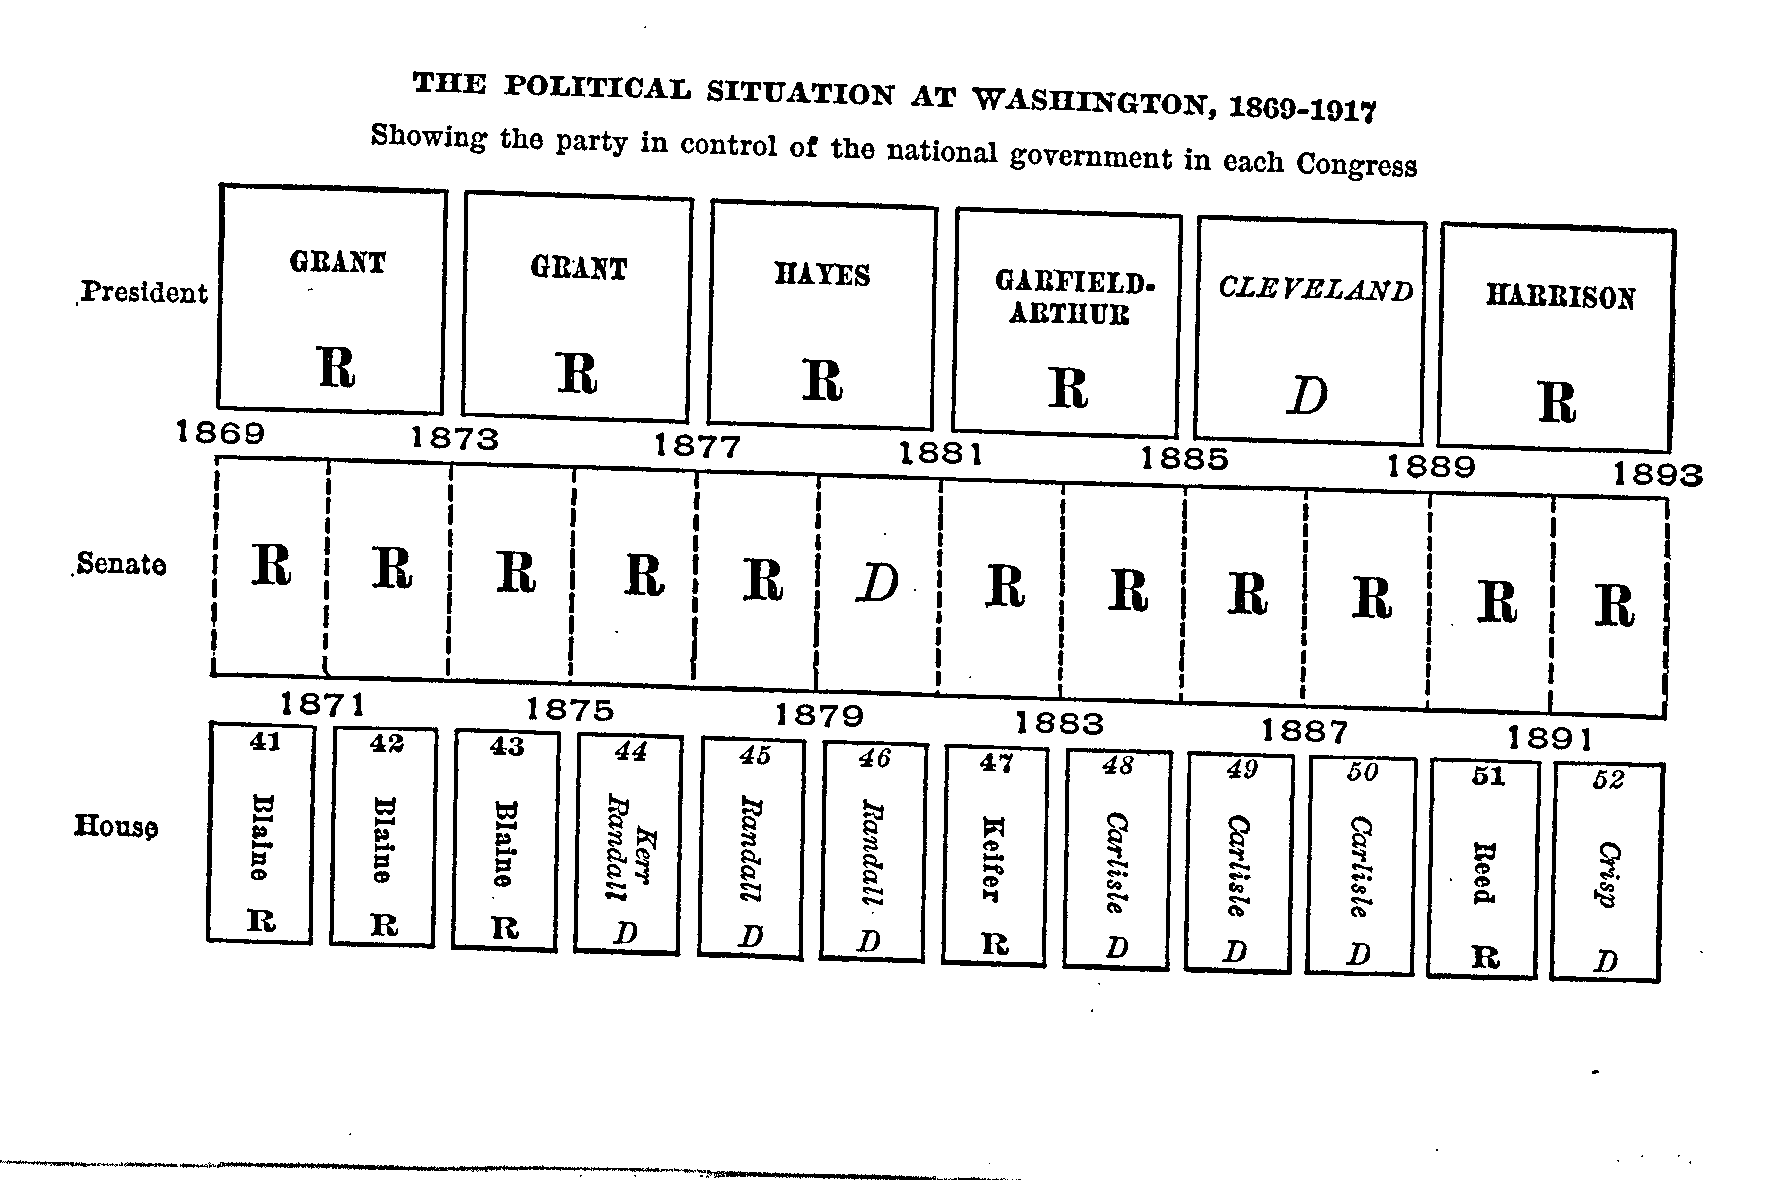 THE POLITICAL SITUATION AT WASHINGTON, 1869-1917
Showing the party in control of the national government in each Congress
President
GRANT
R
GRANT
R
HAYES
R
GARFIELD-
ARTHUR
R
CLEVELAND
D
HARRISON
R
1869 1873 1877 1881 1885 1889 1893
Senate
R R R R R D R R R R R R
1871 1875 1879 1883 1887 1891
House
41
Blaine
R
42
Blaine
R
43
Blaine
R
44
Kerr
Randall
D
45
Randall
D
46
Randall
D
47
Keifer
R
48
Carlisle
D
49
Carlisle
D
50
Carlisle
D
51
Reed
R
52
Crisp
D